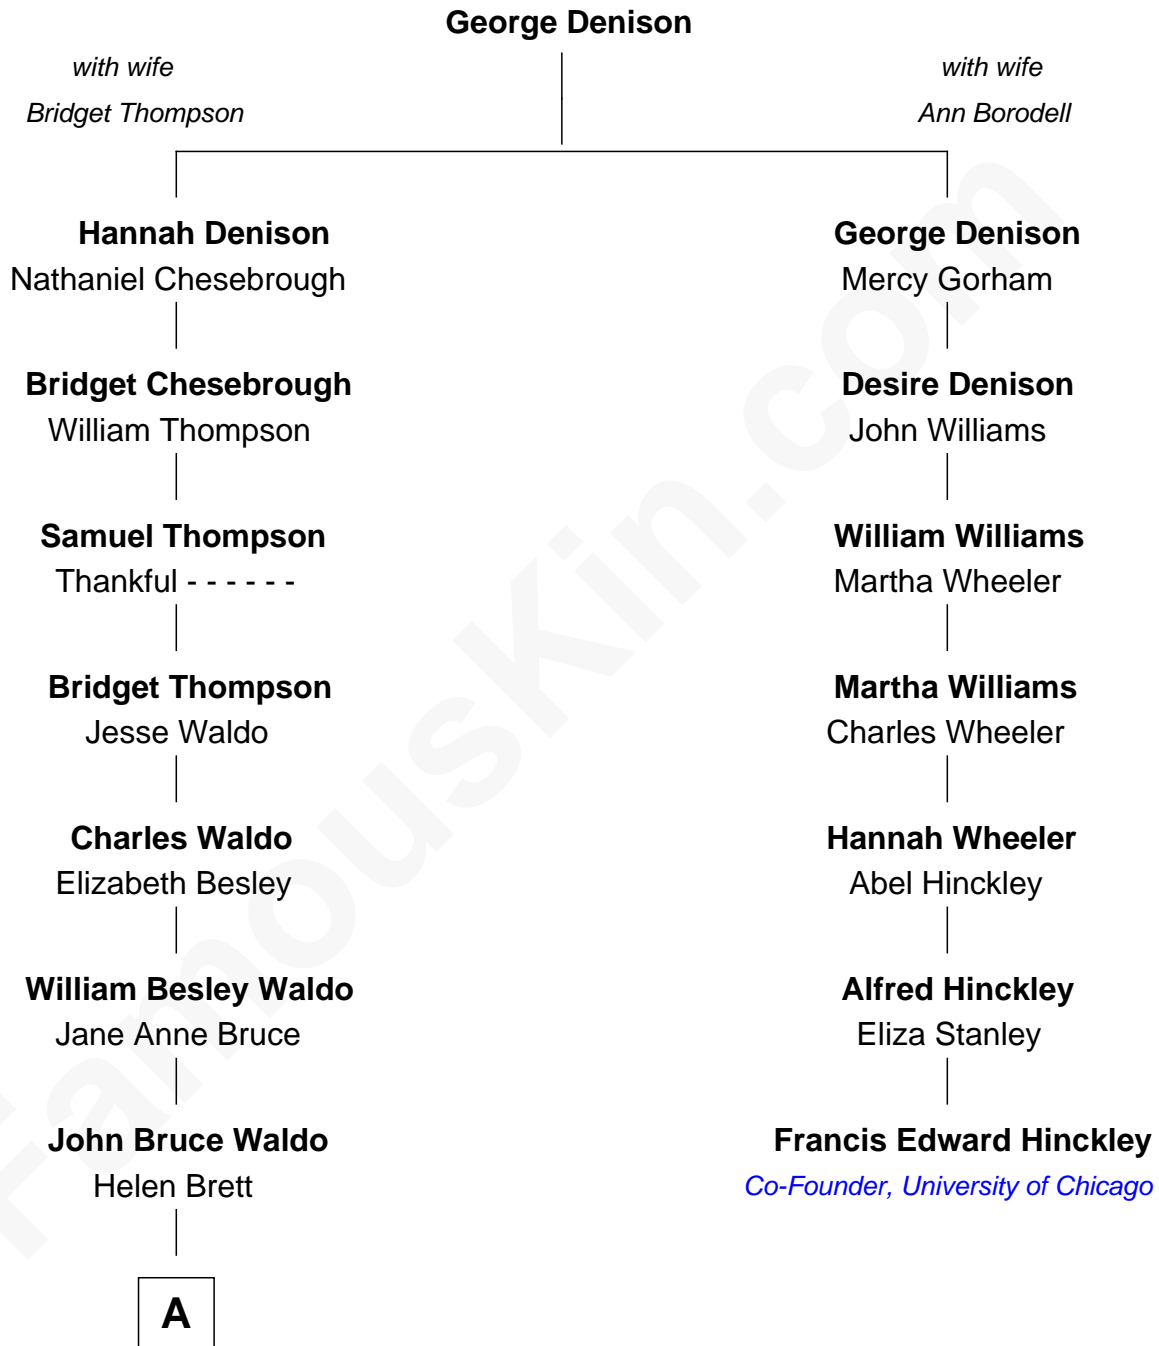 George Denison
with wife
Bridget Thompson
with wife
Ann Borodell
Hannah Denison
Nathaniel Chesebrough
George Denison
Mercy Gorham
Bridget Chesebrough
William Thompson
Desire Denison
John Williams
Samuel Thompson
Thankful - - - - - -
William Williams
Martha Wheeler
Bridget Thompson
Jesse Waldo
Martha Williams
Charles Wheeler
Charles Waldo
Elizabeth Besley
Hannah Wheeler
Abel Hinckley
William Besley Waldo
Jane Anne Bruce
Alfred Hinckley
Eliza Stanley
John Bruce Waldo
Helen Brett
Francis Edward Hinckley
Co-Founder, University of Chicago
A
FamousKin.com